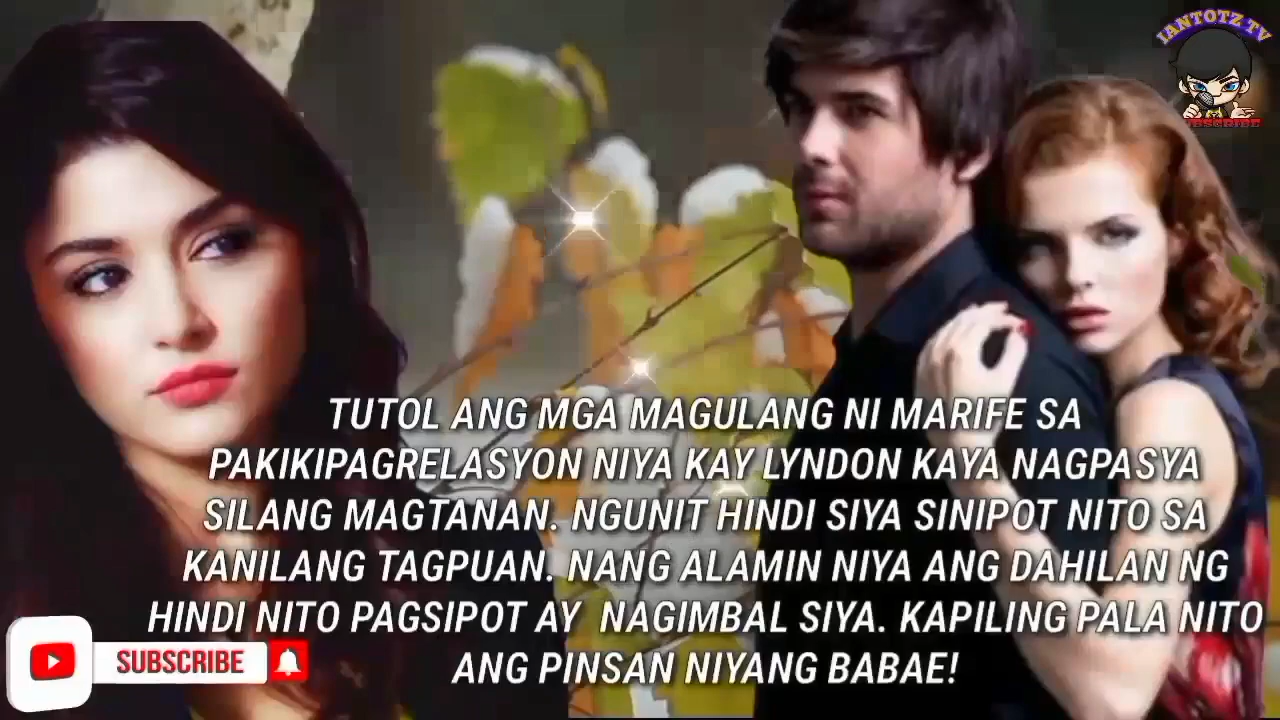 IANTOTZ TV
SUBSCRIBE
TUTOL ANG MGA MAGULANG NI MARIFE SA
PAKIKIPAGRELASYON NIYA KAY LYNDON KAYA NAGPASYA
SILANG MAGTANAN. NGUNIT HINDI SIYA SINIPOT NITO SA
KANILANG TAGPUAN. NANG ALAMIN NIYA ANG DAHILAN NG
HINDI NITO PAGSIPOT AY NAGIMBAL SIYA. KAPILING PALA NITO
ANG PINSAN NIYANG BABAE!
SUBSCRIBE